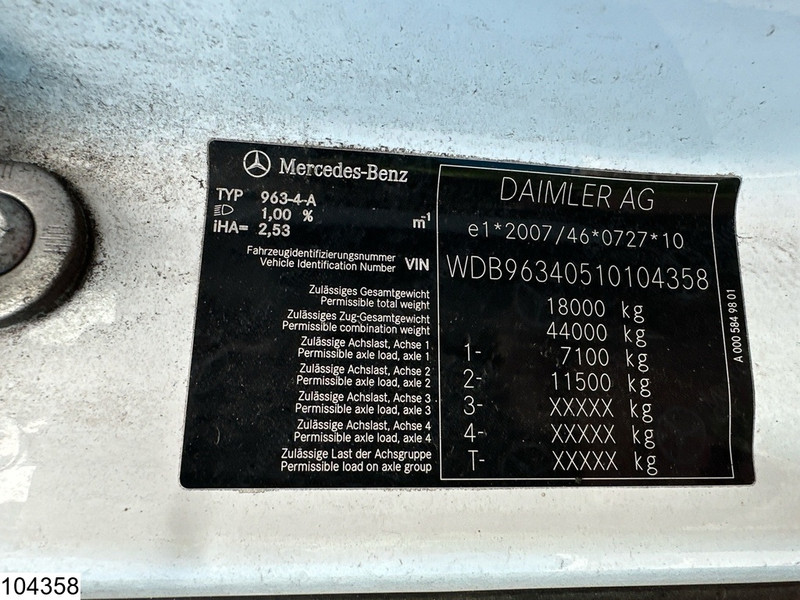 Mercedes-Benz
TYP 963-4-A
1,00 %
iHA= 2,53 m-1
Fahrzeugidentifizierungsnummer
Vehicle Identification Number VIN
Zulässiges Gesamtgewicht
Permissible total weight
Zulässiges Zug-Gesamtgewicht
Permissible combination weight
Zulässige Achslast, Achse 1
Permissible axle load, axle 1
Zulässige Achslast, Achse 2
Permissible axle load, axle 2
Zulässige Achslast, Achse 3
Permissible axle load, axle 3
Zulässige Achslast, Achse 4
Permissible axle load, axle 4
Zulässige Last der Achsgruppe
Permissible load on axle group
DAIMLER AG
e1*2007/46*0727*10
WDB96340510104358
18000 kg
44000 kg
1- 7100 kg
2- 11500 kg
3- XXXXX kg
4- XXXXX kg
T- XXXXX kg
A 000 584 98 01
104358